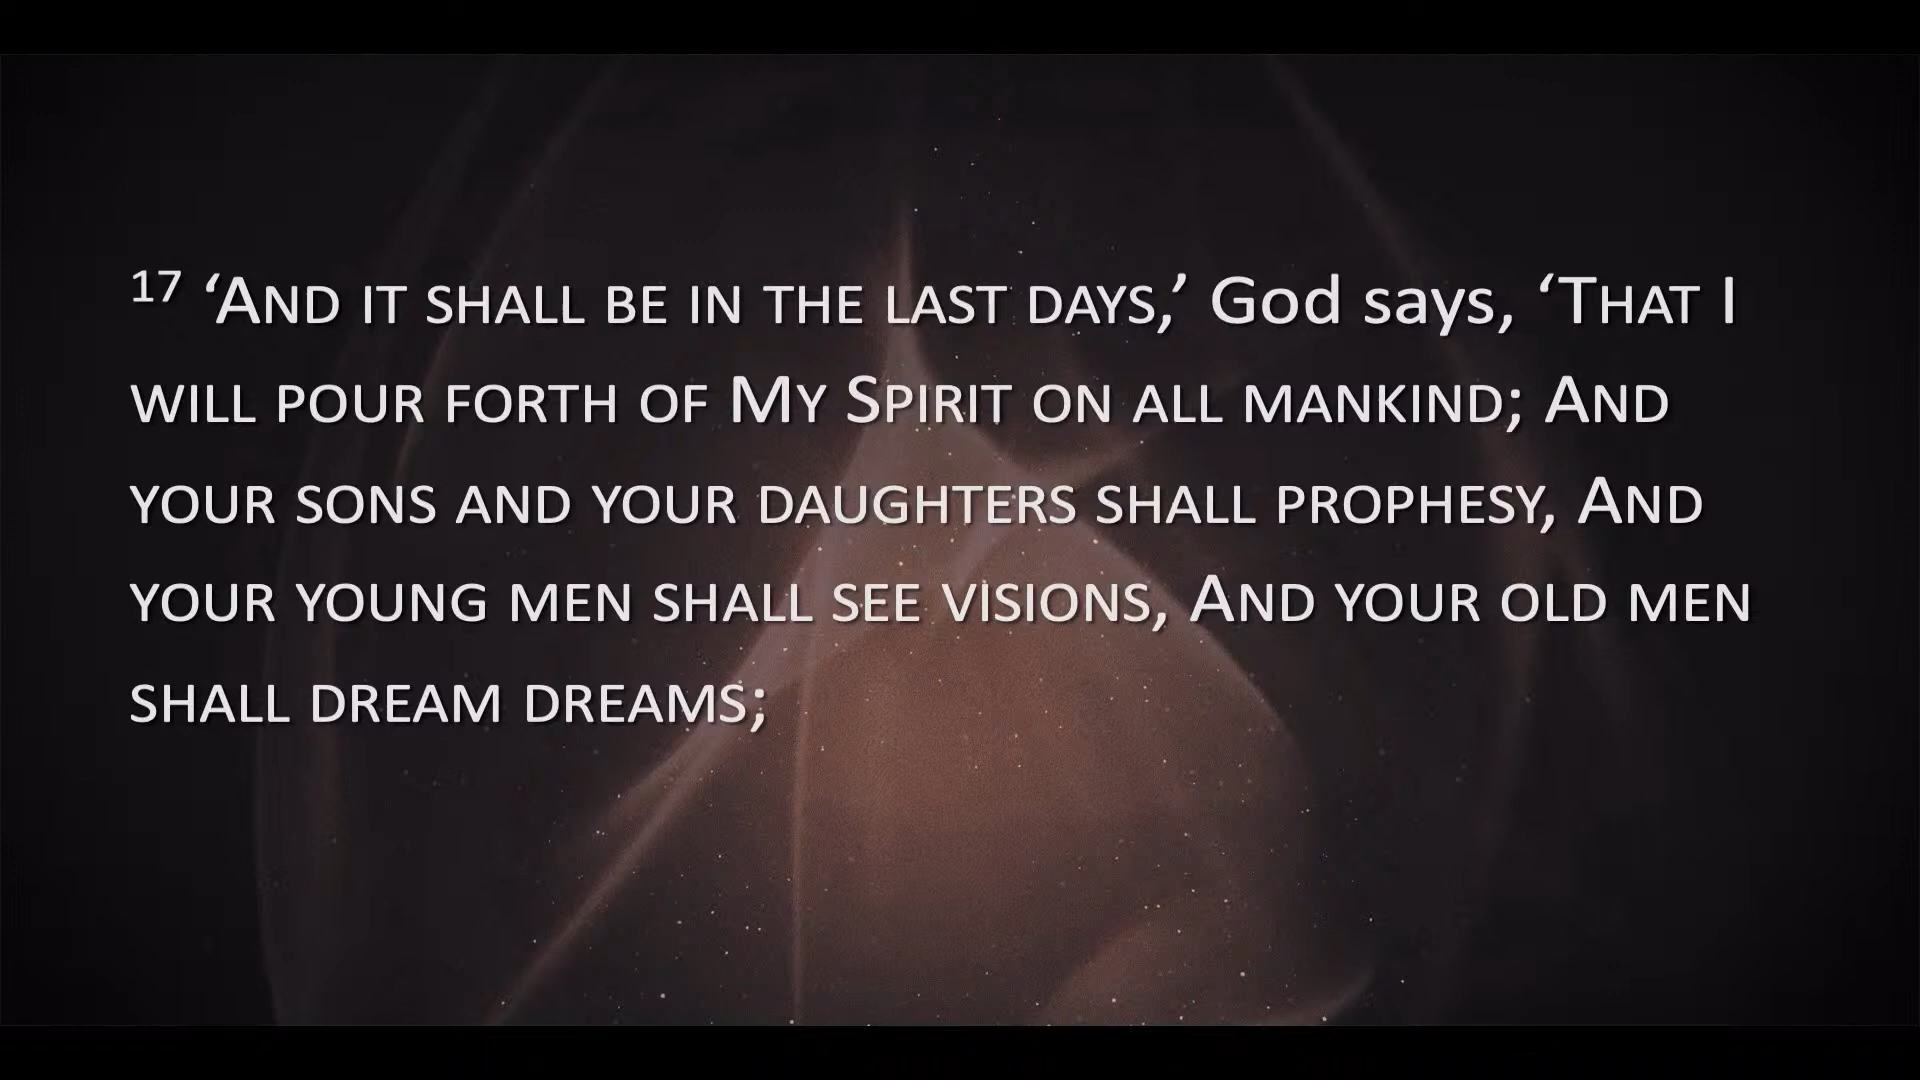 17 ‘AND IT SHALL BE IN THE LAST DAYS,’ God says, ‘THAT I
WILL POUR FORTH OF MY SPIRIT ON ALL MANKIND; AND
YOUR SONS AND YOUR DAUGHTERS SHALL PROPHESY, AND
YOUR YOUNG MEN SHALL SEE VISIONS, AND YOUR OLD MEN
SHALL DREAM DREAMS;